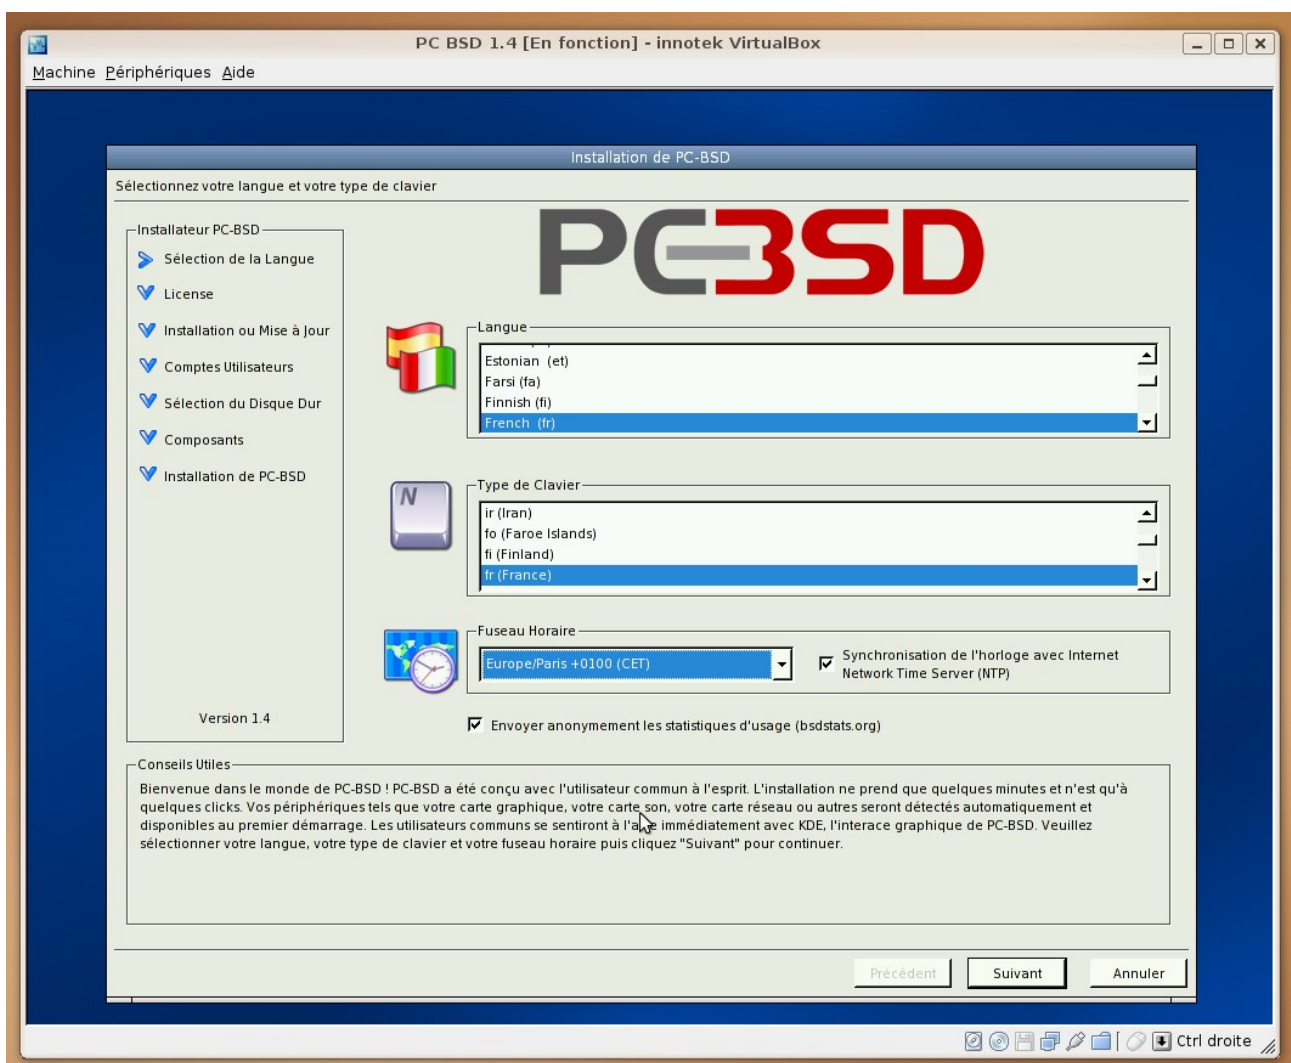 PC BSD 1.4 [En fonction] - innotek VirtualBox
Machine Périphériques Aide
Installation de PC-BSD
Sélectionnez votre langue et votre type de clavier
PCBSD
Installateur PC-BSD
Sélection de la Langue
License
Installation ou Mise à Jour
Comptes Utilisateurs
Sélection du Disque Dur
Composants
Installation de PC-BSD
Version 1.4
Langue
Estonian (et)
Farsi (fa)
Finnish (fi)
French (fr)
N
Type de Clavier
ir (Iran)
fo (Faroe Islands)
fi (Finland)
fr (France)
Fuseau Horaire
Europe/Paris +0100 (CET)
Synchronisation de l'horloge avec Internet
Network Time Server (NTP)
Envoyer anonymement les statistiques d'usage (bsdstats.org)
Conseils Utiles
Bienvenue dans le monde de PC-BSD ! PC-BSD a été conçu avec l'utilisateur commun à l'esprit. L'installation ne prend que quelques minutes et n'est qu'à
quelques clicks. Vos périphériques tels que votre carte graphique, votre carte son, votre carte réseau ou autres seront détectés automatiquement et
disponibles au premier démarrage. Les utilisateurs communs se sentiront à l'aise immédiatement avec KDE, l'interace graphique de PC-BSD. Veuillez
sélectionner votre langue, votre type de clavier et votre fuseau horaire puis cliquez "Suivant" pour continuer.
Précédent
Suivant
Annuler
Ctrl droite